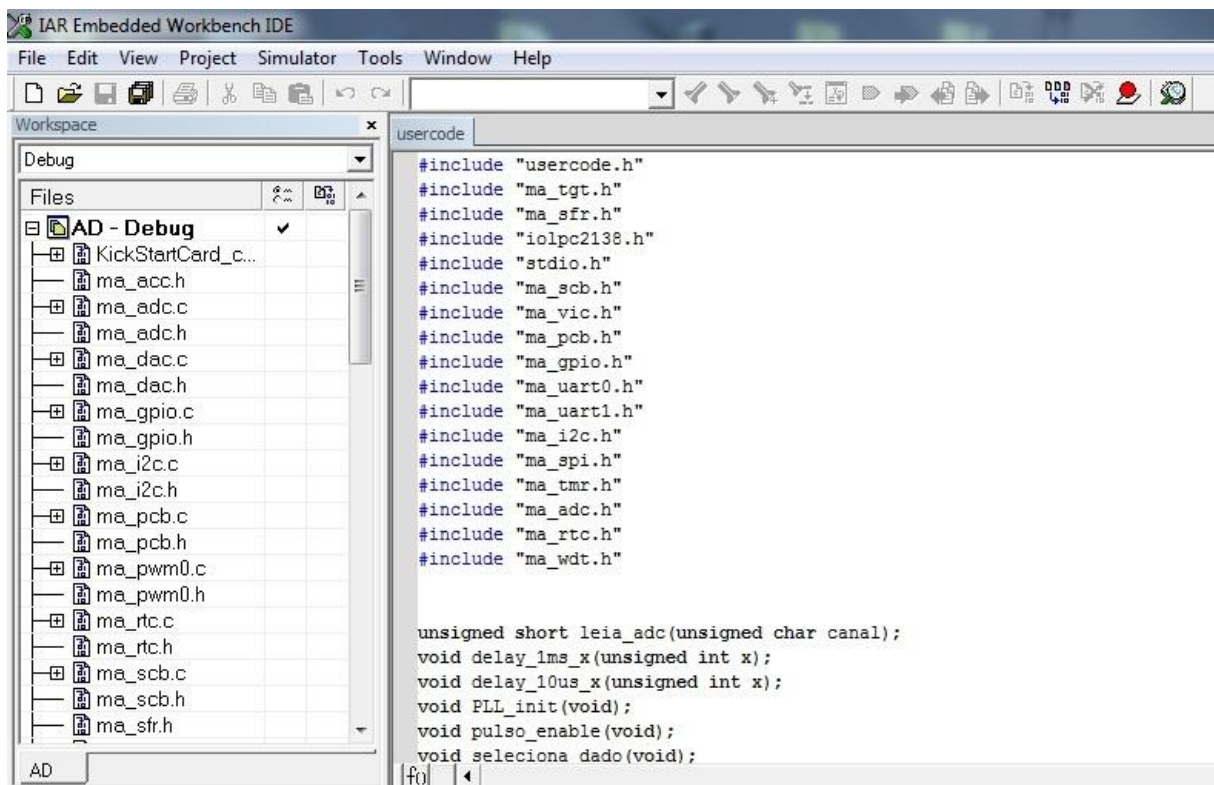 IAR Embedded Workbench IDE
File Edit View Project Simulator Tools Window Help
Workspace
Debug
Files
AD - Debug
KickStartCard_c...
ma_acc.h
ma_adc.c
ma_adc.h
ma_dac.c
ma_dac.h
ma_gpio.c
ma_gpio.h
ma_i2c.c
ma_i2c.h
ma_pcb.c
ma_pcb.h
ma_pwm0.c
ma_pwm0.h
ma_rtc.c
ma_rtc.h
ma_scb.c
ma_scb.h
ma_sfr.h
AD
usercode
#include "usercode.h"
#include "ma_tgt.h"
#include "ma_sfr.h"
#include "iolpc2138.h"
#include "stdio.h"
#include "ma_scb.h"
#include "ma_vic.h"
#include "ma_pcb.h"
#include "ma_gpio.h"
#include "ma_uart0.h"
#include "ma_uart1.h"
#include "ma_i2c.h"
#include "ma_spi.h"
#include "ma_tmr.h"
#include "ma_adc.h"
#include "ma_rtc.h"
#include "ma_wdt.h"
unsigned short leia_adc(unsigned char canal);
void delay_1ms_x(unsigned int x);
void delay_10us_x(unsigned int x);
void PLL_init(void);
void pulso_enable(void);
void seleciona_dado(void);
f0